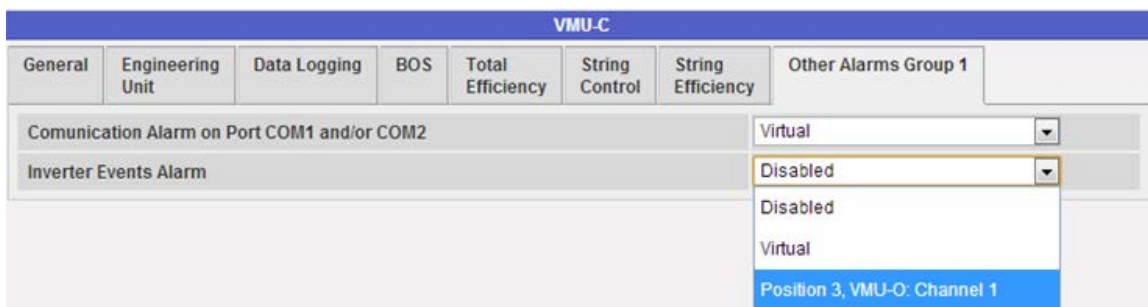 VMU-C
General
Engineering
Unit
Data Logging
BOS
Total
Efficiency
String
Control
String
Efficiency
Other Alarms Group 1
Comunication Alarm on Port COM1 and/or COM2
Virtual
Inverter Events Alarm
Disabled
Disabled
Virtual
Position 3, VMU-O: Channel 1